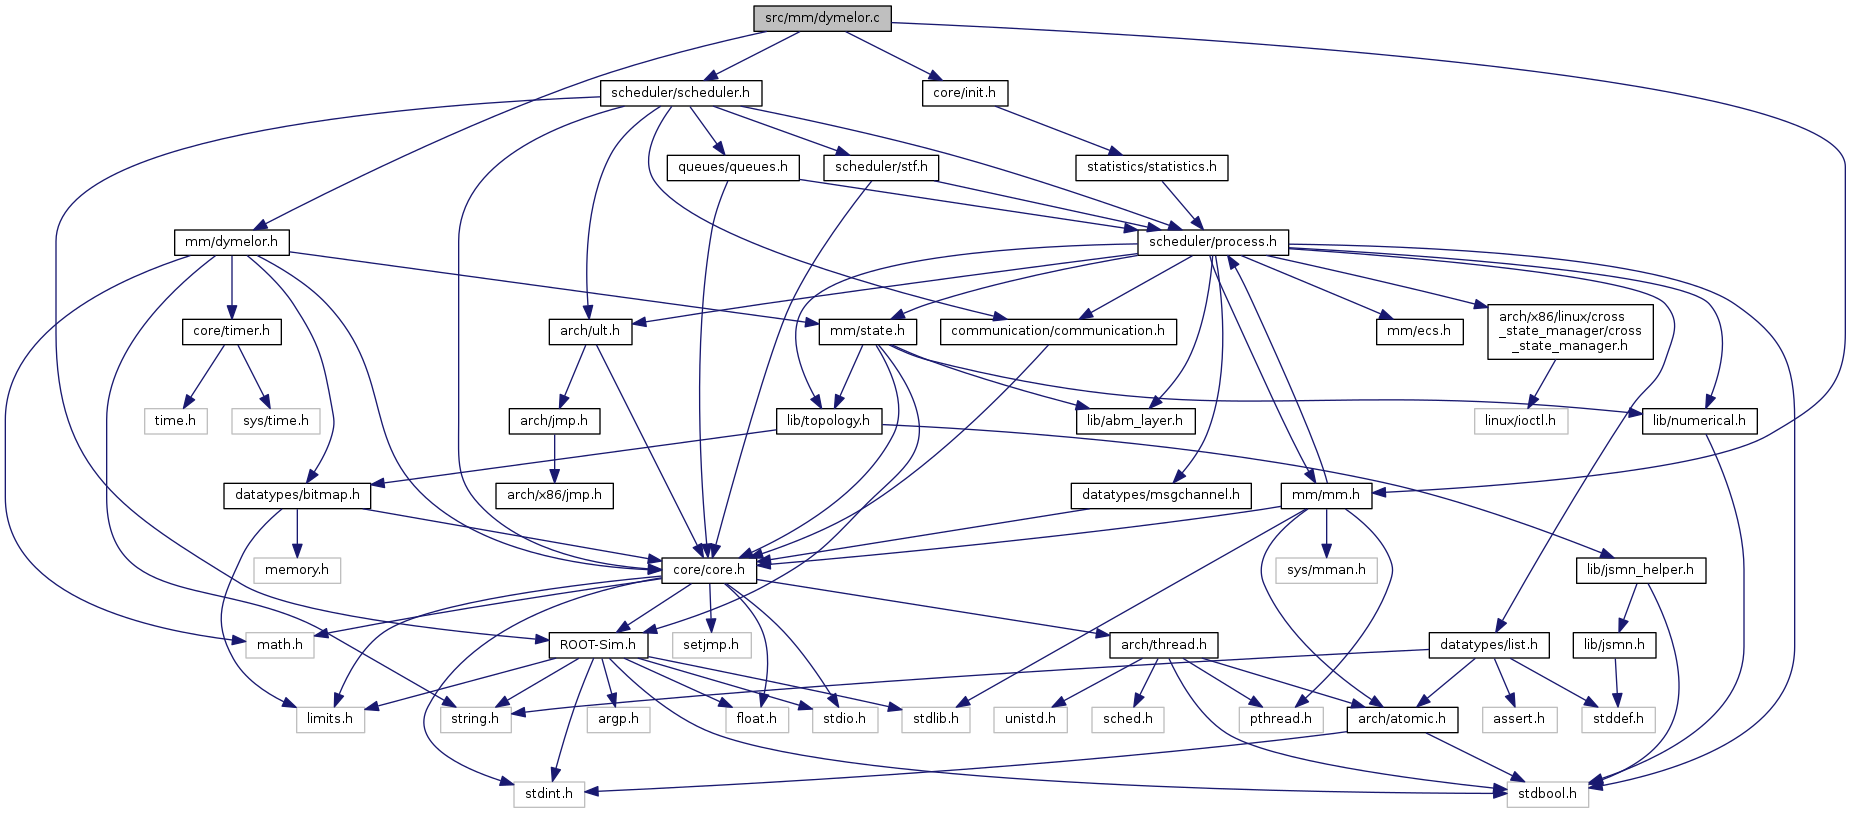 src/mm/dymelor.c
scheduler/scheduler.h
core/init.h
queues/queues.h
scheduler/stf.h
statistics/statistics.h
mm/dymelor.h
scheduler/process.h
core/timer.h
arch/ult.h
mm/state.h
communication/communication.h
mm/ecs.h
arch/x86/linux/cross
_state_manager/cross
_state_manager.h
time.h
sys/time.h
arch/jmp.h
lib/topology.h
lib/abm_layer.h
linux/ioctl.h
lib/numerical.h
datatypes/bitmap.h
arch/x86/jmp.h
datatypes/msgchannel.h
mm/mm.h
memory.h
core/core.h
sys/mman.h
lib/jsmn_helper.h
math.h
ROOT-Sim.h
setjmp.h
arch/thread.h
datatypes/list.h
lib/jsmn.h
limits.h
string.h
argp.h
float.h
stdio.h
stdlib.h
unistd.h
sched.h
pthread.h
arch/atomic.h
assert.h
stddef.h
stdint.h
stdbool.h